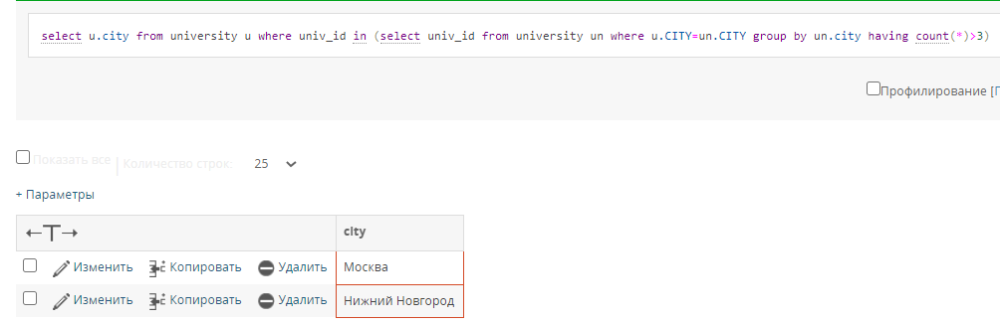 select u.city from university u where univ_id in (select univ_id from university un where u.CITY=un.CITY group by un.city having count(*)>3)
Профилирование [
Показать все Количество строк: 25
+ Параметры
←T→ city
Изменить Копировать Удалить Москва
Изменить Копировать Удалить Нижний Новгород